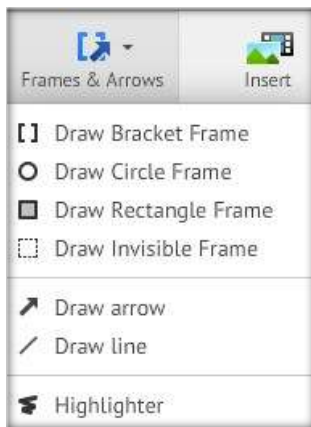 Frames & Arrows
Insert
Draw Bracket Frame
Draw Circle Frame
Draw Rectangle Frame
Draw Invisible Frame
Draw arrow
Draw line
Highlighter